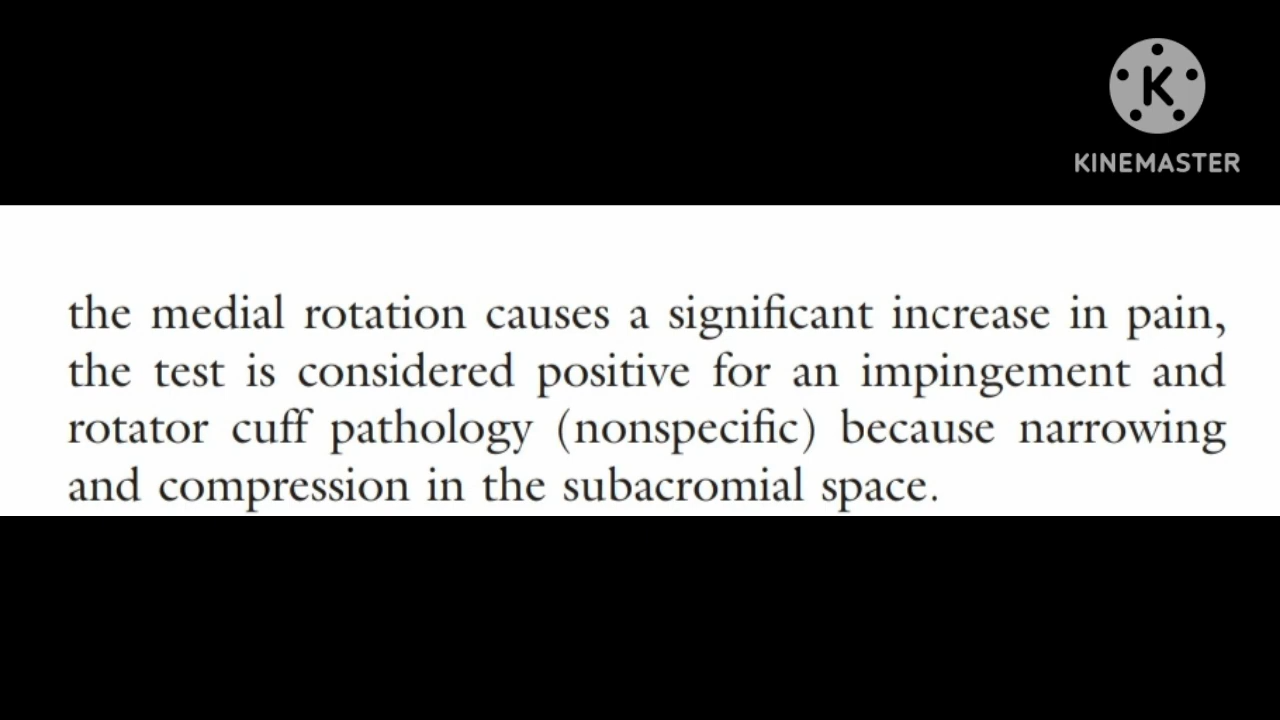 K
KINEMASTER
the medial rotation causes a significant increase in pain,
the test is considered positive for an impingement and
rotator cuff pathology (nonspecific) because narrowing
and compression in the subacromial space.